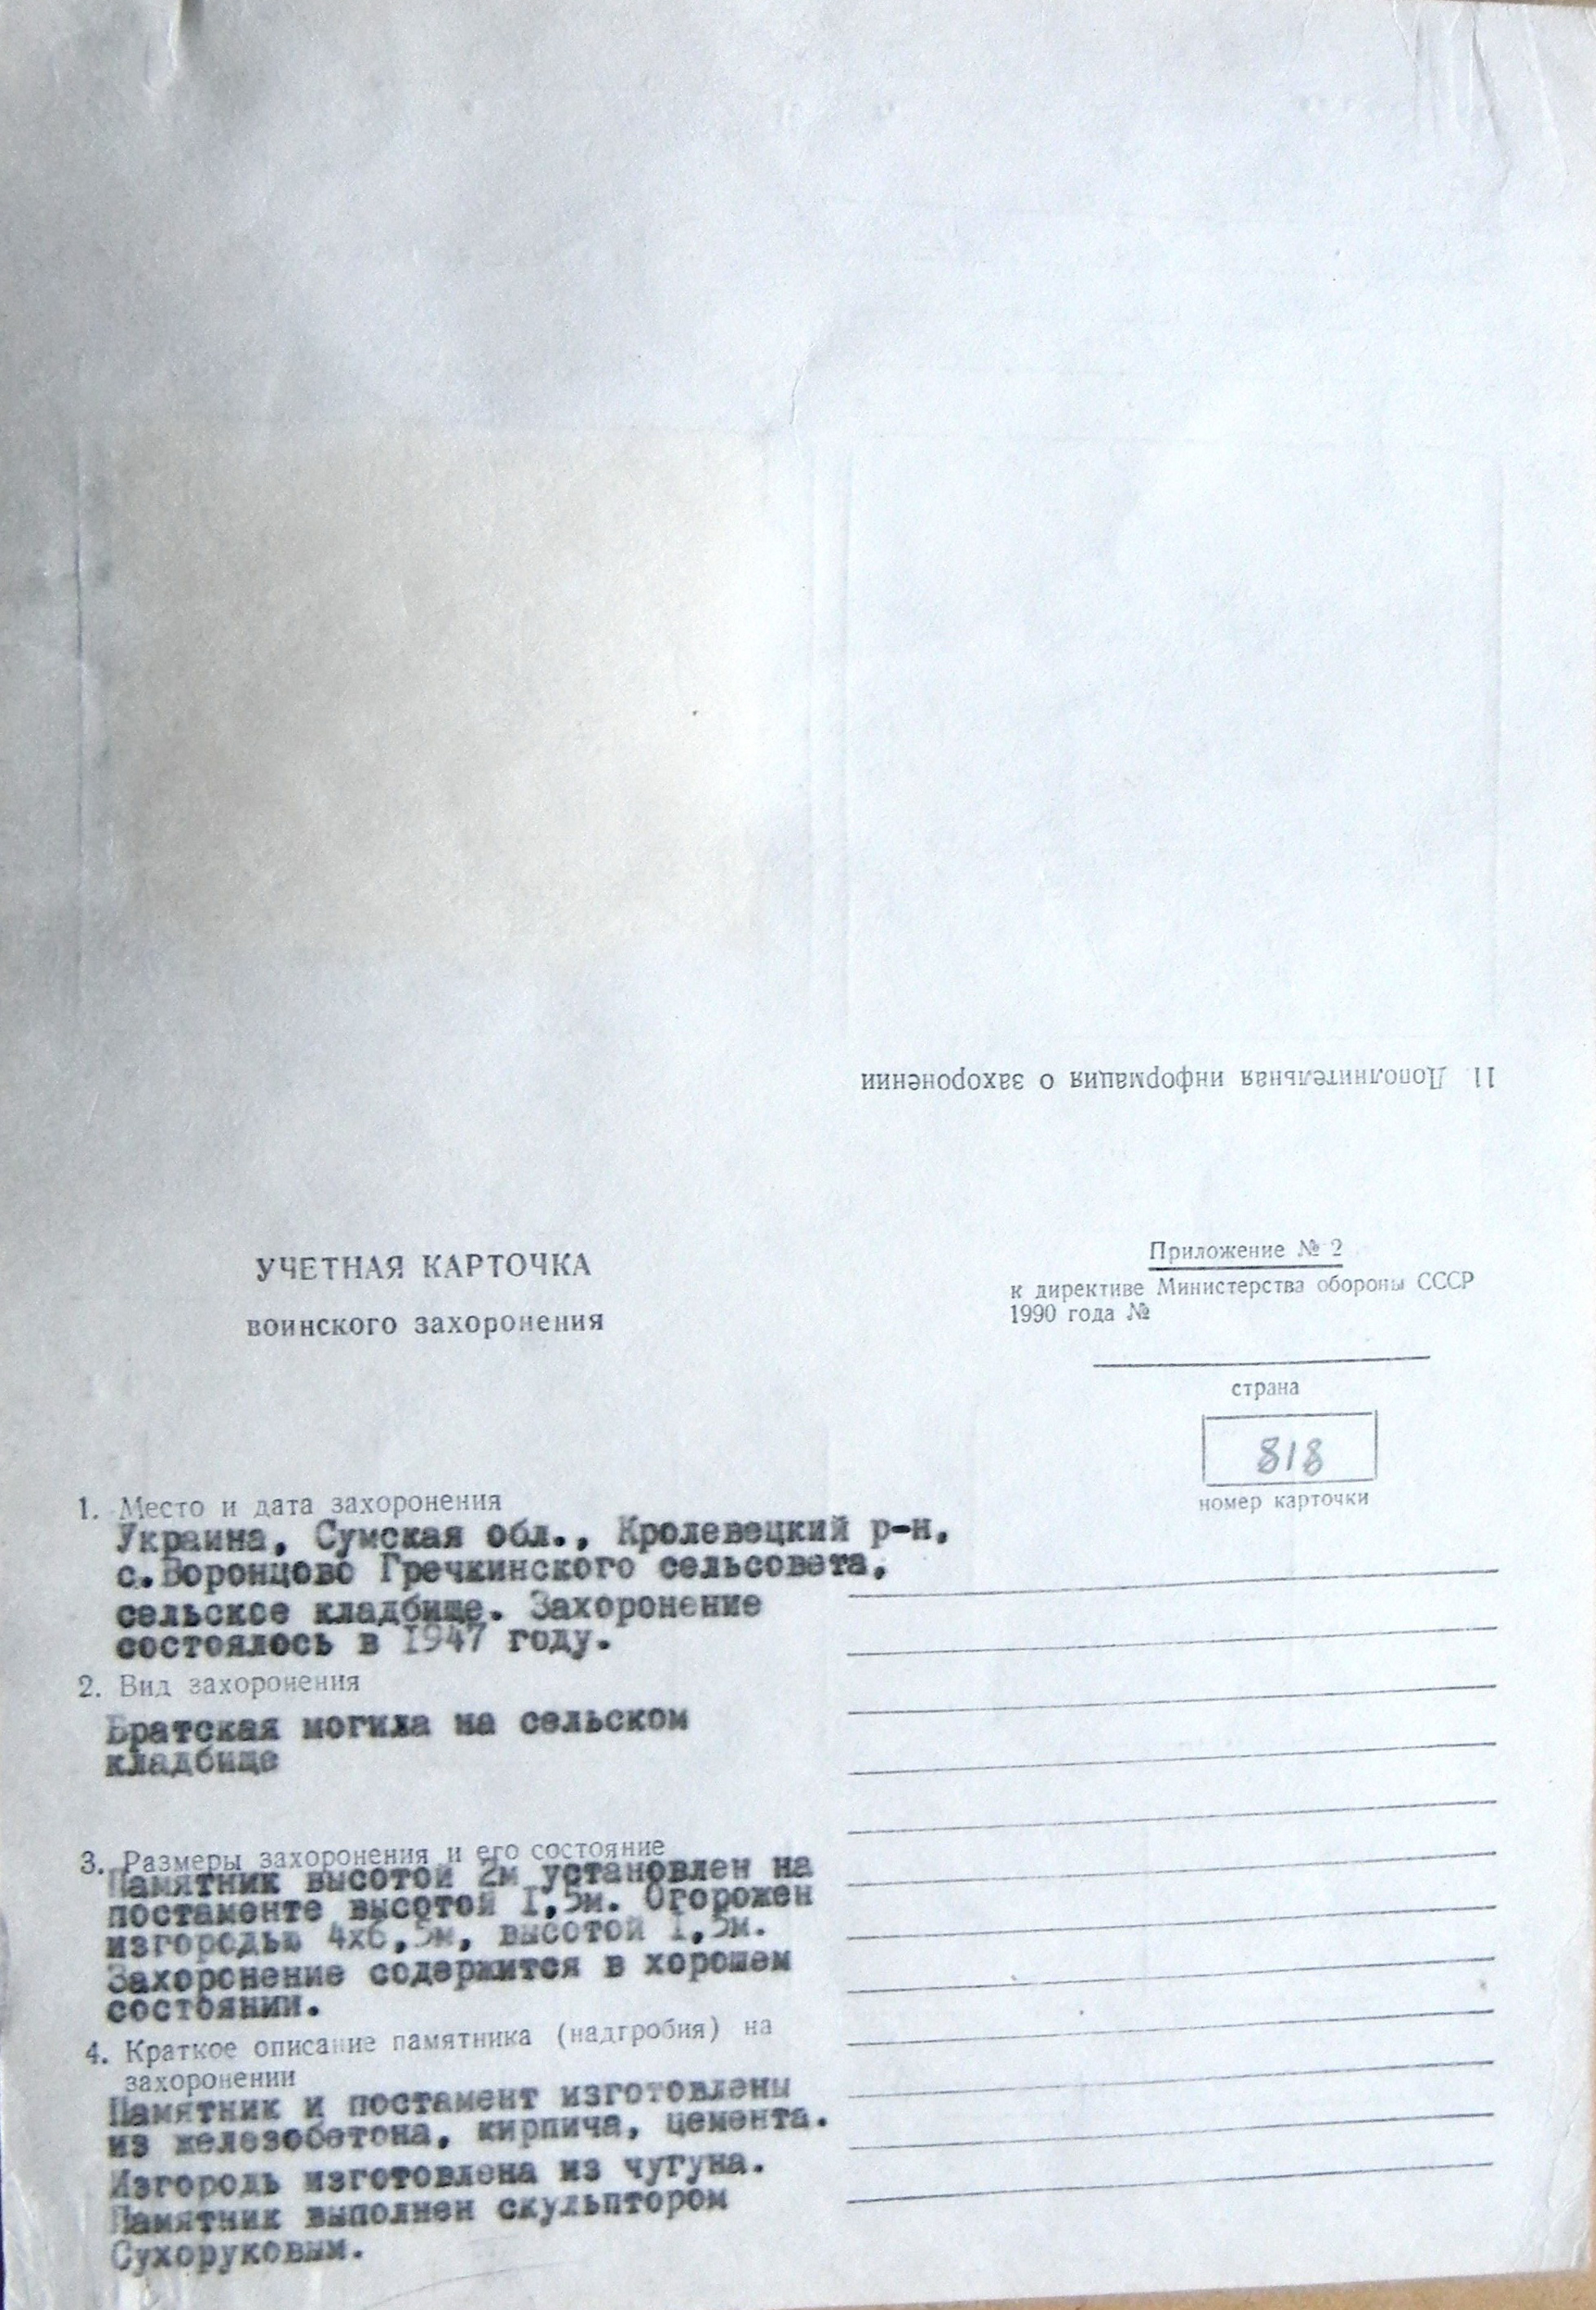 11. Дополнительная информация о захоронении
УЧЕТНАЯ КАРТОЧКА
воинского захоронения
Приложение № 2
к директиве Министерства обороны СССР
1990 года №
страна
818
номер карточки
1. Место и дата захоронения
Украина, Сумская обл., Кролевецкий р-н,
с.Воронцово Гречкинского сельсовета,
сельское кладбище. Захоронение
состоялось в 1947 году.
2. Вид захоронения
Братская могила на сельском
кладбище
3. Размеры захоронения и его состояние
Памятник высотой 2м установлен на
постаменте высотой 1,5м. Огорожен
изгородью 4х6,5м, высотой 1,5м.
Захоронение содержится в хорошем
состоянии.
4. Краткое описание памятника (надгробия) на
захоронении
Памятник и постамент изготовлены
из железобетона, кирпича, цемента.
Изгородь изготовлена из чугуна.
Памятник выполнен скульптором
Сухоруковым.